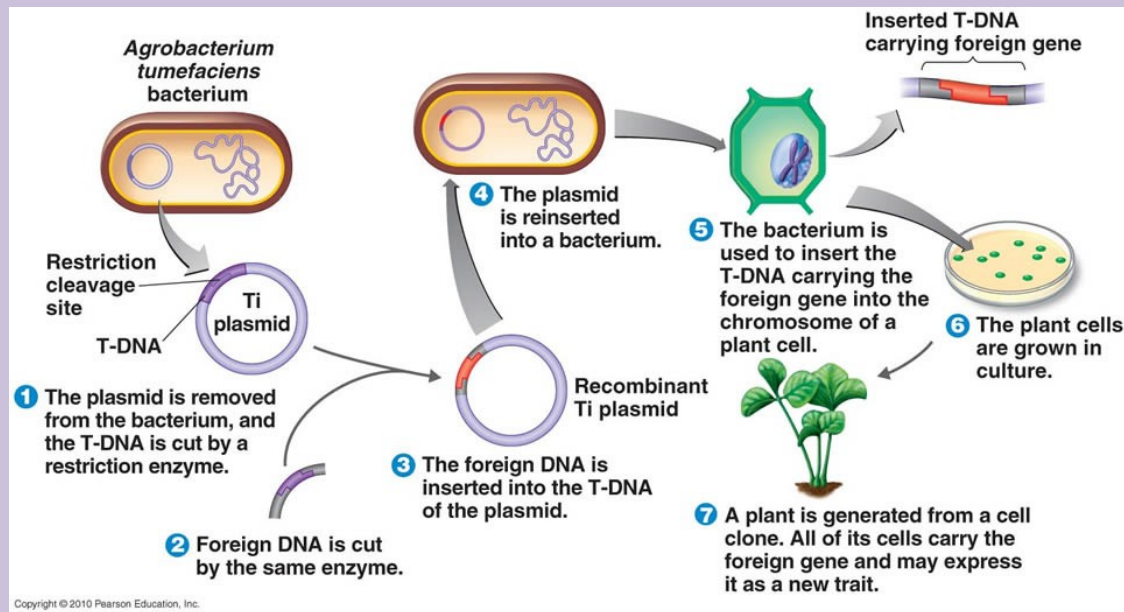 Agrobacterium
tumefaciens
bacterium
Restriction
cleavage
site
T-DNA
Ti
plasmid
1 The plasmid is removed
from the bacterium, and
the T-DNA is cut by a
restriction enzyme.
2 Foreign DNA is cut
by the same enzyme.
Recombinant
Ti plasmid
3 The foreign DNA is
inserted into the T-DNA
of the plasmid.
4 The plasmid
is reinserted
into a bacterium.
Inserted T-DNA
carrying foreign gene
5 The bacterium is
used to insert the
T-DNA carrying the
foreign gene into the
chromosome of a
plant cell.
6 The plant cells
are grown in
culture.
7 A plant is generated from a cell
clone. All of its cells carry the
foreign gene and may express
it as a new trait.
Copyright © 2010 Pearson Education, Inc.